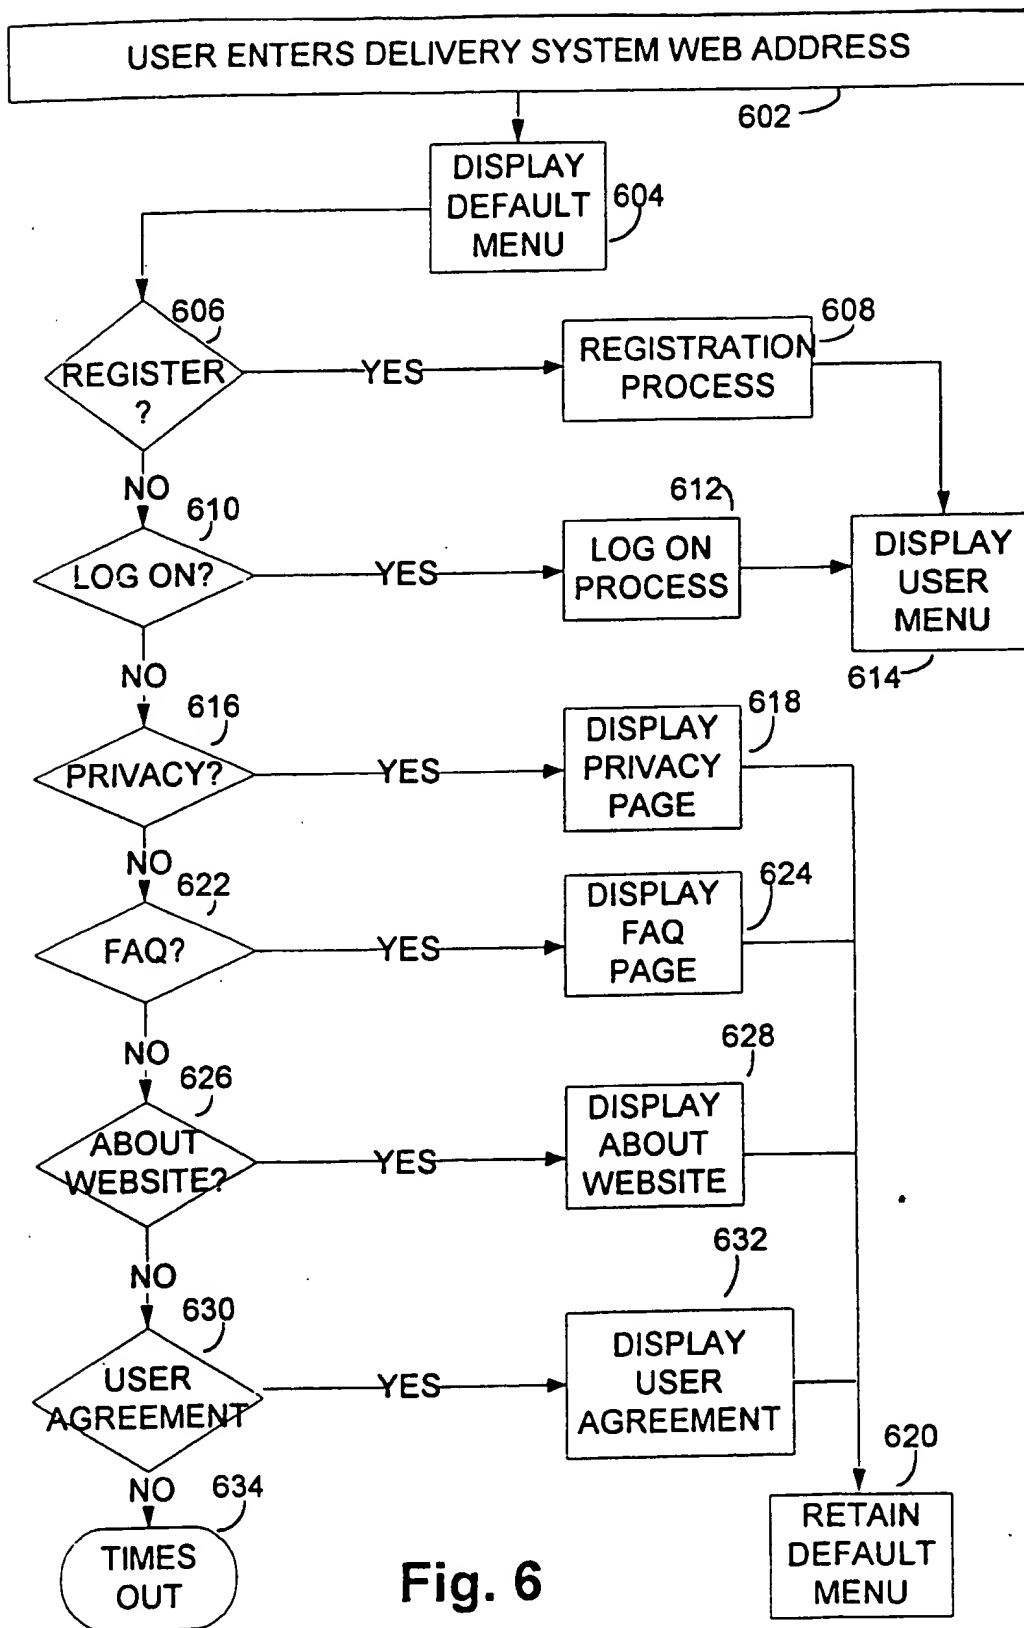 USER ENTERS DELIVERY SYSTEM WEB ADDRESS
602
DISPLAY
DEFAULT
MENU
604
606
REGISTER
?
YES
608
REGISTRATION
PROCESS
NO
610
LOG ON?
YES
612
LOG ON
PROCESS
DISPLAY
USER
MENU
614
NO
616
PRIVACY?
YES
618
DISPLAY
PRIVACY
PAGE
NO
622
FAQ?
YES
624
DISPLAY
FAQ
PAGE
NO
626
ABOUT
WEBSITE?
YES
628
DISPLAY
ABOUT
WEBSITE
NO
630
USER
AGREEMENT
YES
632
DISPLAY
USER
AGREEMENT
620
RETAIN
DEFAULT
MENU
NO
634
TIMES
OUT
Fig. 6